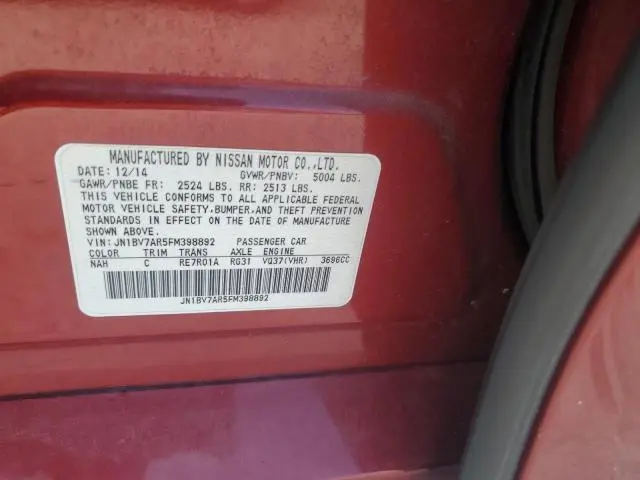 MANUFACTURED BY NISSAN MOTOR CO.,LTD.
DATE: 12/14 GVWR/PNBV: 5004 LBS.
GAWR/PNBE FR: 2524 LBS. RR: 2513 LBS.
THIS VEHICLE CONFORMS TO ALL APPLICABLE FEDERAL
MOTOR VEHICLE SAFETY,BUMPER,AND THEFT PREVENTION
STANDARDS IN EFFECT ON THE DATE OF MANUFACTURE
SHOWN ABOVE.
VIN: JN1BV7AR5FM398892 PASSENGER CAR
COLOR TRIM TRANS AXLE ENGINE
NAH C RE7R01A RG31 VQ37(VHR) 3696CC
JN1BV7AR5FM398892